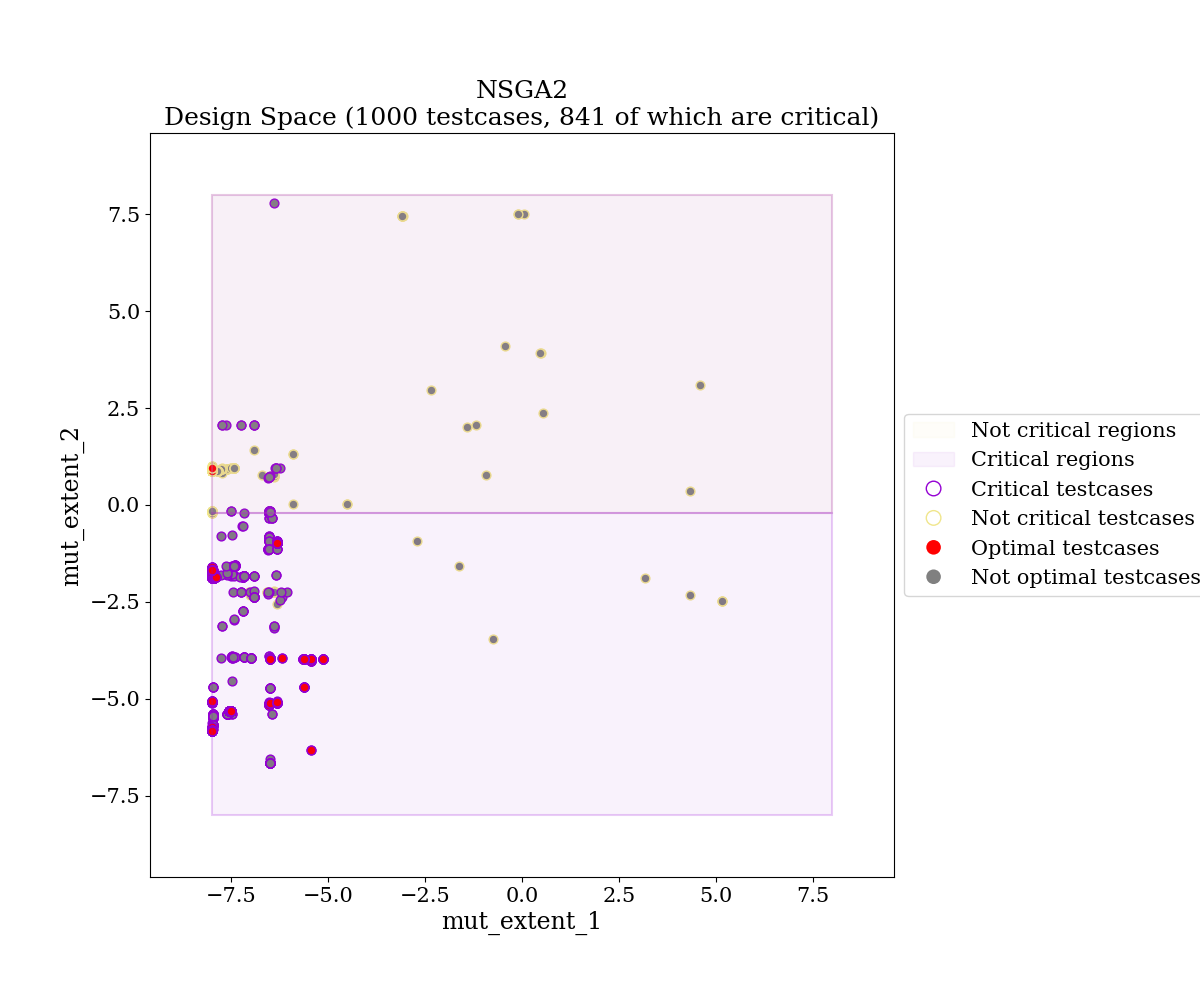 NSGA2
Design Space (1000 testcases, 841 of which are critical)
7.5
5.0
2.5
0.0
−2.5
−5.0
−7.5
mut_extent_2
−7.5
−5.0
−2.5
0.0
2.5
5.0
7.5
mut_extent_1
Not critical regions
Critical regions
Critical testcases
Not critical testcases
Optimal testcases
Not optimal testcases